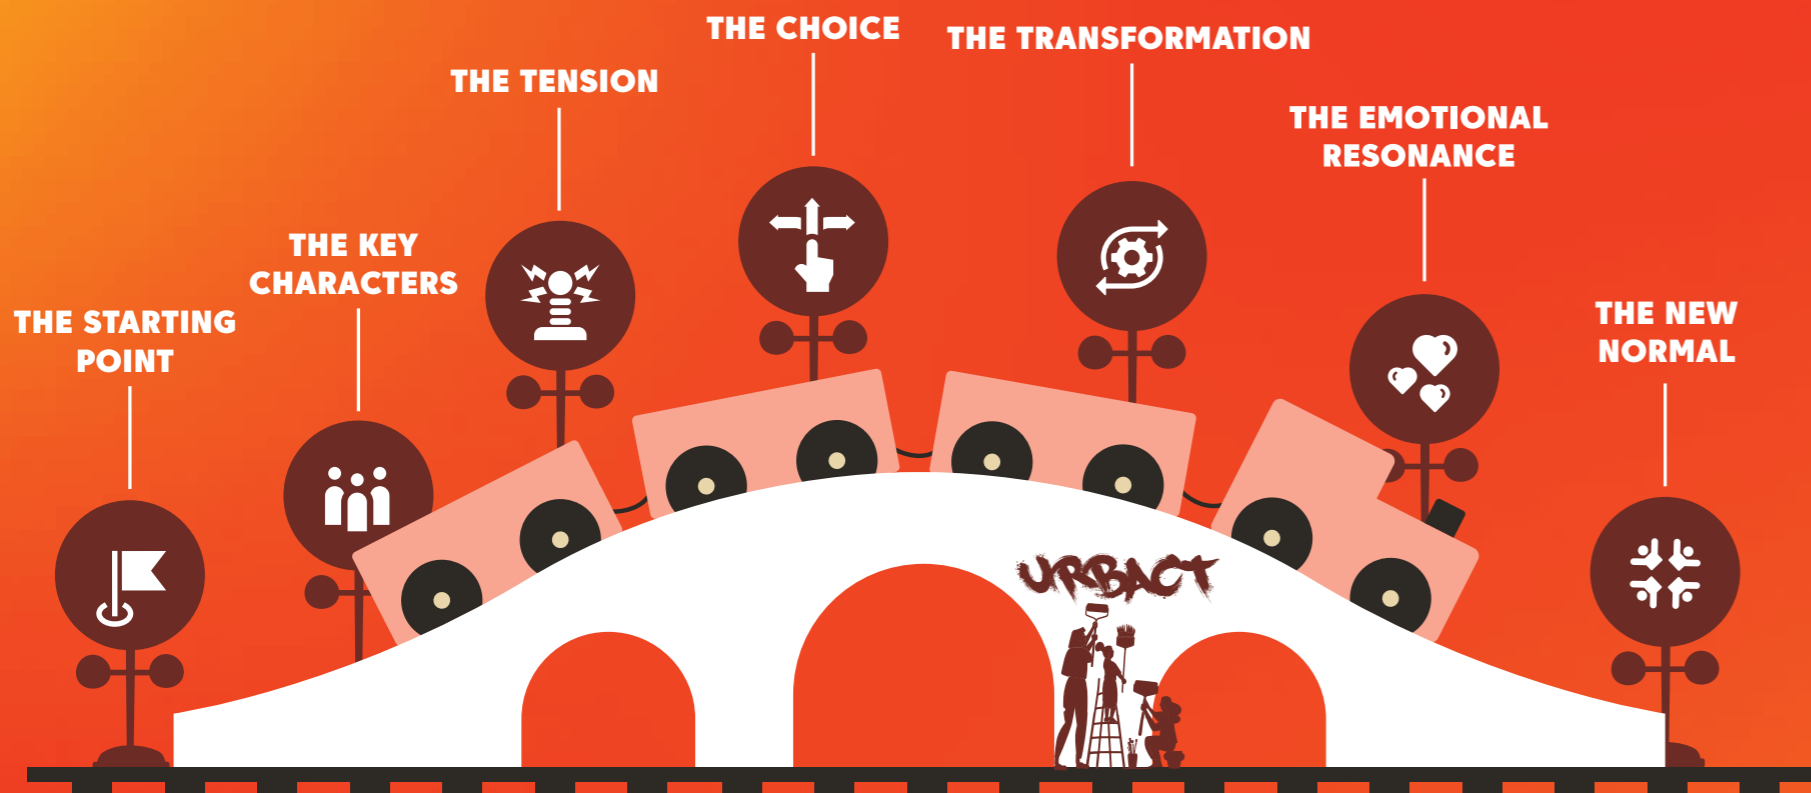 THE STARTING
POINT
THE KEY
CHARACTERS
THE TENSION
THE CHOICE
THE TRANSFORMATION
THE EMOTIONAL
RESONANCE
THE NEW
NORMAL
URBACT